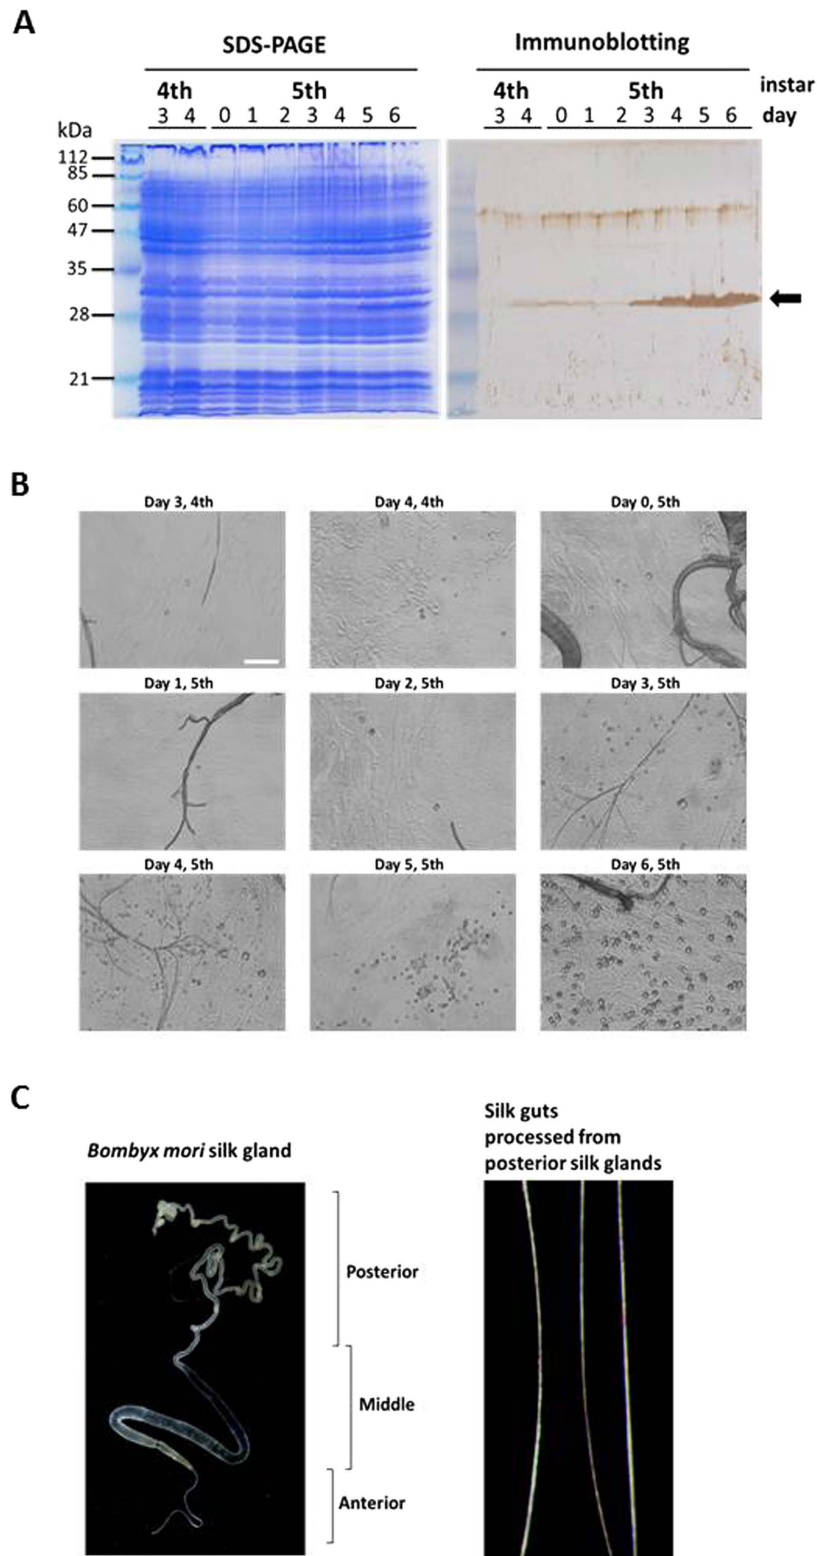 A
SDS-PAGE
Immunoblotting
4th 5th 4th 5th instar
3 4 0 1 2 3 4 5 6 3 4 0 1 2 3 4 5 6 day
kDa
112
85
60
47
35
28
21
B
Day 3, 4th Day 4, 4th Day 0, 5th
Day 1, 5th Day 2, 5th Day 3, 5th
Day 4, 5th Day 5, 5th Day 6, 5th
C
Bombyx mori silk gland
Silk guts
processed from
posterior silk glands
Posterior
Middle
Anterior